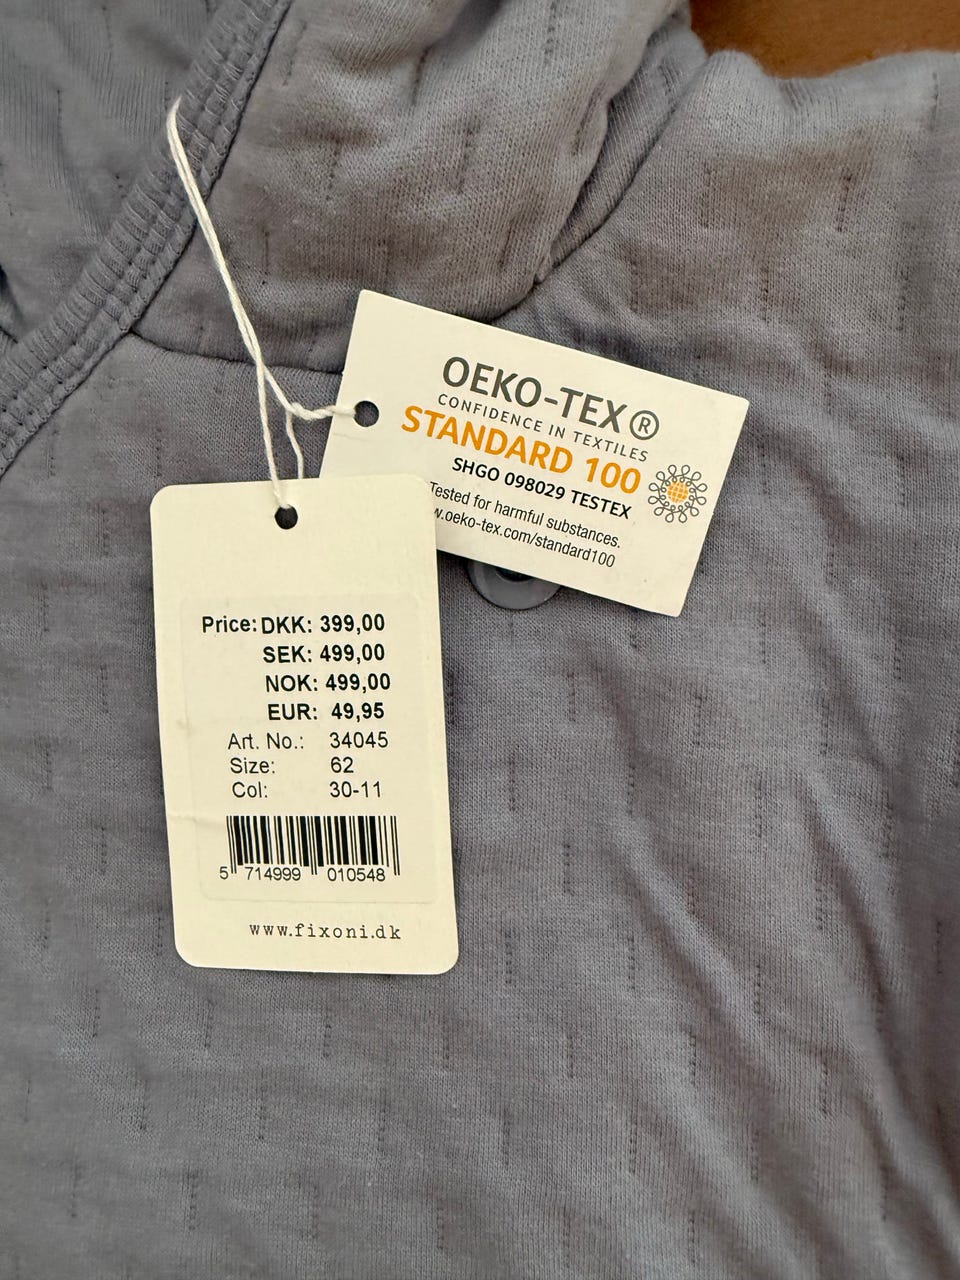 OEKO-TEX®
CONFIDENCE IN TEXTILES
STANDARD 100
SHGO 098029 TESTEX
Tested for harmful substances.
.oeko-tex.com/standard100
Price: DKK: 399,00
SEK: 499,00
NOK: 499,00
EUR: 49,95
Art. No.: 34045
Size: 62
Col: 30-11
5 714999 010548
www.fixoni.dk